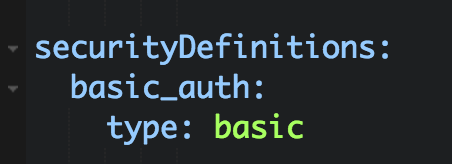 securityDefinitions:
  basic_auth:
    type: basic